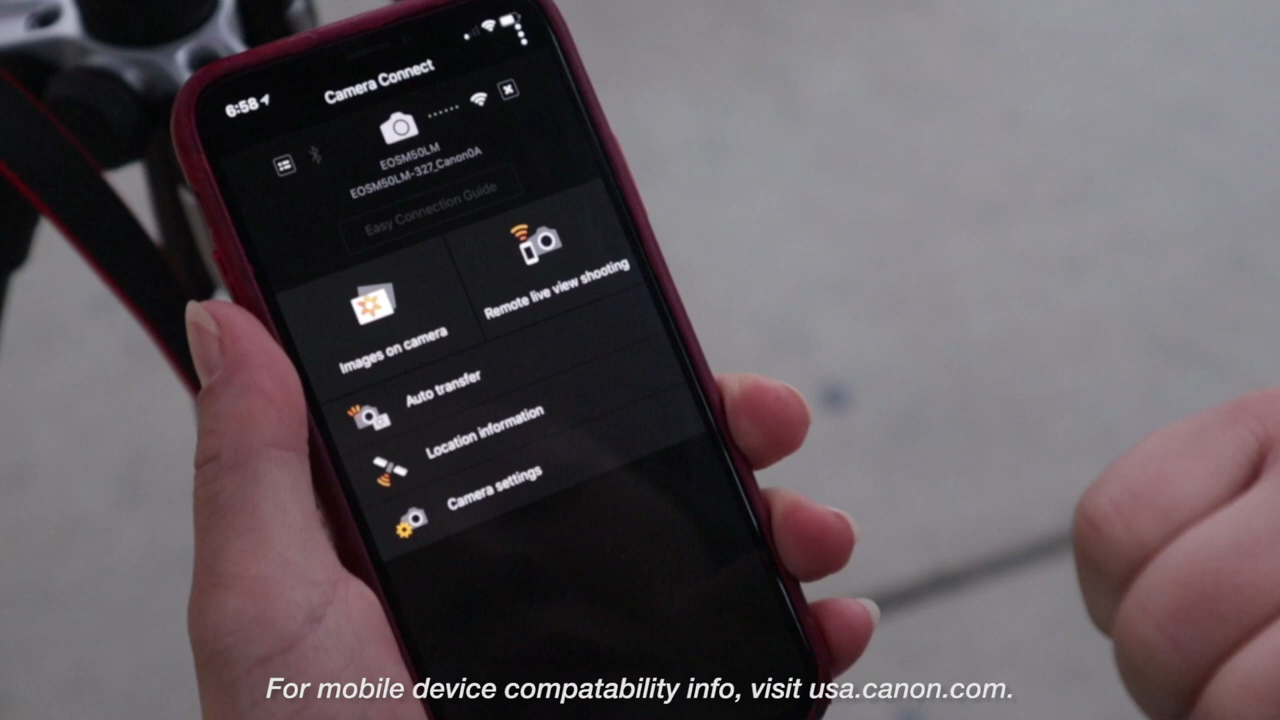 6:58
Camera Connect
EOSM50LM
EOSM50LM-327_Canon0A
Easy Connection Guide
Images on camera
Remote live view shooting
Auto transfer
Location information
Camera settings
For mobile device compatability info, visit usa.canon.com.